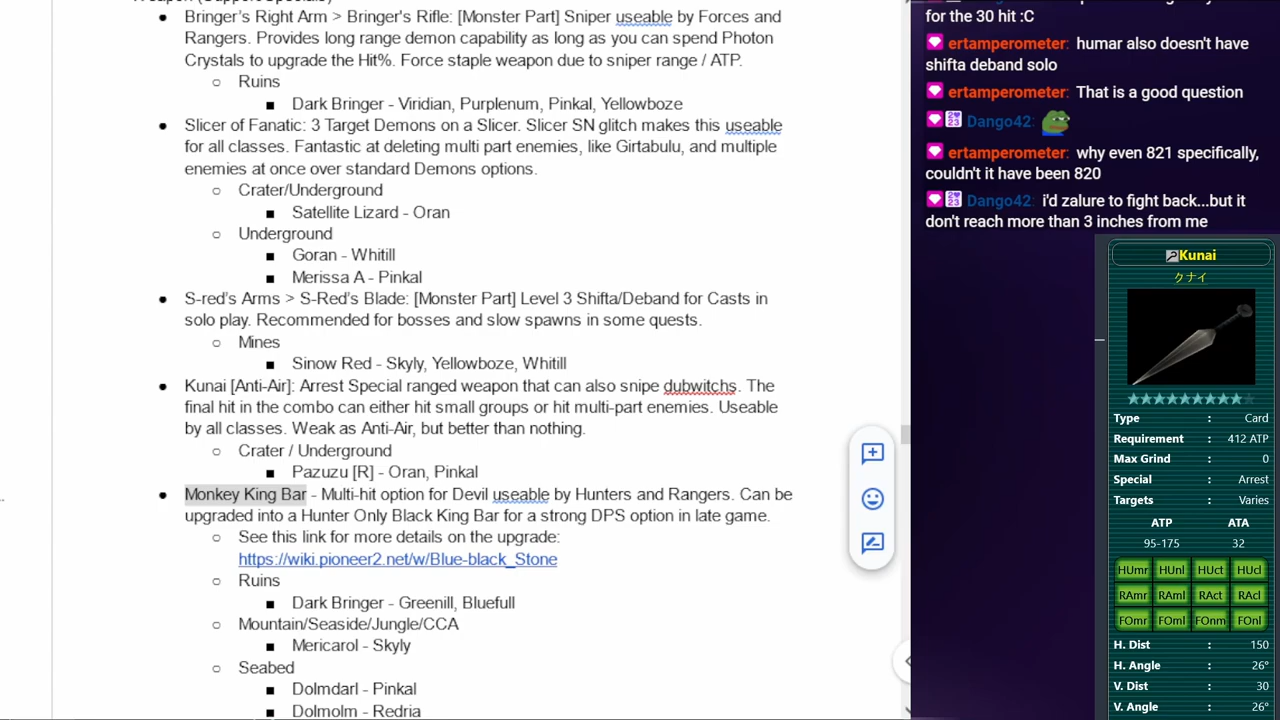 Bringer's Right Arm > Bringer's Rifle: [Monster Part] Sniper useable by Forces and
Rangers. Provides long range demon capability as long as you can spend Photon
Crystals to upgrade the Hit%. Force staple weapon due to sniper range / ATP.
Ruins
Dark Bringer - Viridian, Purplenum, Pinkal, Yellowboze
Slicer of Fanatic: 3 Target Demons on a Slicer. Slicer SN glitch makes this useable
for all classes. Fantastic at deleting multi part enemies, like Girtabulu, and multiple
enemies at once over standard Demons options.
Crater/Underground
Satellite Lizard - Oran
Underground
Goran - Whitill
Merissa A - Pinkal
S-red's Arms > S-Red's Blade: [Monster Part] Level 3 Shifta/Deband for Casts in
solo play. Recommended for bosses and slow spawns in some quests.
Mines
Sinow Red - Skyly, Yellowboze, Whitill
Kunai [Anti-Air]: Arrest Special ranged weapon that can also snipe dubwitchs. The
final hit in the combo can either hit small groups or hit multi-part enemies. Useable
by all classes. Weak as Anti-Air, but better than nothing.
Crater / Underground
Pazuzu [R] - Oran, Pinkal
Monkey King Bar - Multi-hit option for Devil useable by Hunters and Rangers. Can be
upgraded into a Hunter Only Black King Bar for a strong DPS option in late game.
See this link for more details on the upgrade:
https://wiki.pioneer2.net/w/Blue-black_Stone
Ruins
Dark Bringer - Greenill, Bluefull
Mountain/Seaside/Jungle/CCA
Mericarol - Skyly
Seabed
Dolmdarl - Pinkal
Dolmolm - Redria
for the 30 hit :C
ertamperometer: humar also doesn't have
shifta deband solo
ertamperometer: That is a good question
Dango42:
ertamperometer: why even 821 specifically,
couldn't it have been 820
Dango42: i'd zalure to fight back...but it
don't reach more than 3 inches from me
Kunai
クナイ
Type : Card
Requirement : 412 ATP
Max Grind : 0
Special : Arrest
Targets : Varies
ATP ATA
95-175 32
HUmr HUnl HUct HUcl
RAmr RAml RAct RAcl
FOmr FOml FOnm FOnl
H. Dist : 150
H. Angle : 26°
V. Dist : 30
V. Angle : 26°